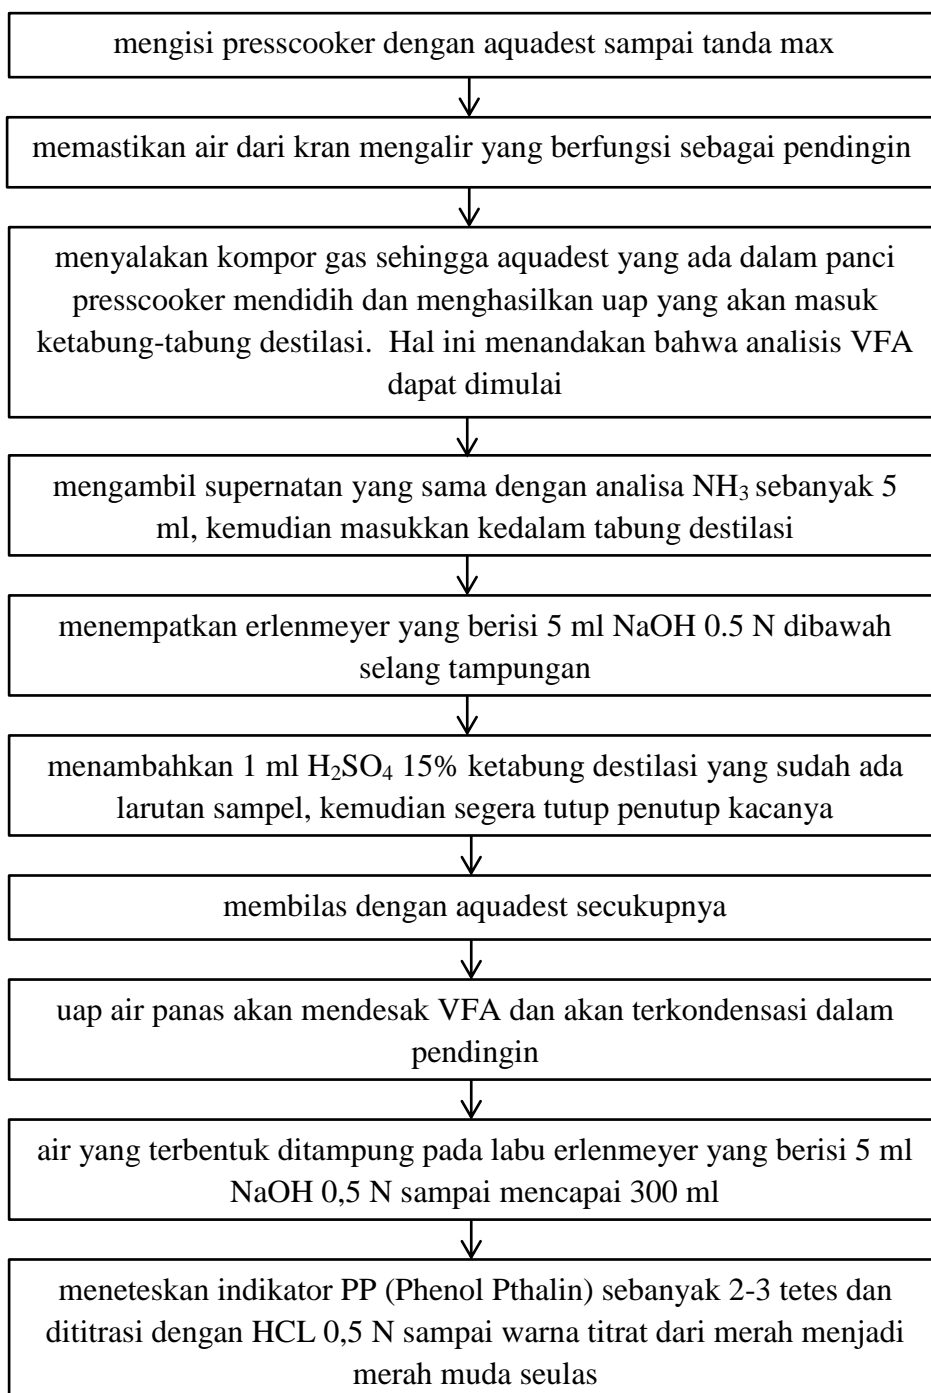 mengisi presscooker dengan aquadest sampai tanda max
memastikan air dari kran mengalir yang berfungsi sebagai pendingin
menyalakan kompor gas sehingga aquadest yang ada dalam panci
presscooker mendidih dan menghasilkan uap yang akan masuk
ketabung-tabung destilasi.  Hal ini menandakan bahwa analisis VFA
dapat dimulai
mengambil supernatan yang sama dengan analisa NH₃ sebanyak 5
ml, kemudian masukkan kedalam tabung destilasi
menempatkan erlenmeyer yang berisi 5 ml NaOH 0.5 N dibawah
selang tampungan
menambahkan 1 ml H₂SO₄ 15% ketabung destilasi yang sudah ada
larutan sampel, kemudian segera tutup penutup kacanya
membilas dengan aquadest secukupnya
uap air panas akan mendesak VFA dan akan terkondensasi dalam
pendingin
air yang terbentuk ditampung pada labu erlenmeyer yang berisi 5 ml
NaOH 0,5 N sampai mencapai 300 ml
meneteskan indikator PP (Phenol Pthalin) sebanyak 2-3 tetes dan
dititrasi dengan HCL 0,5 N sampai warna titrat dari merah menjadi
merah muda seulas